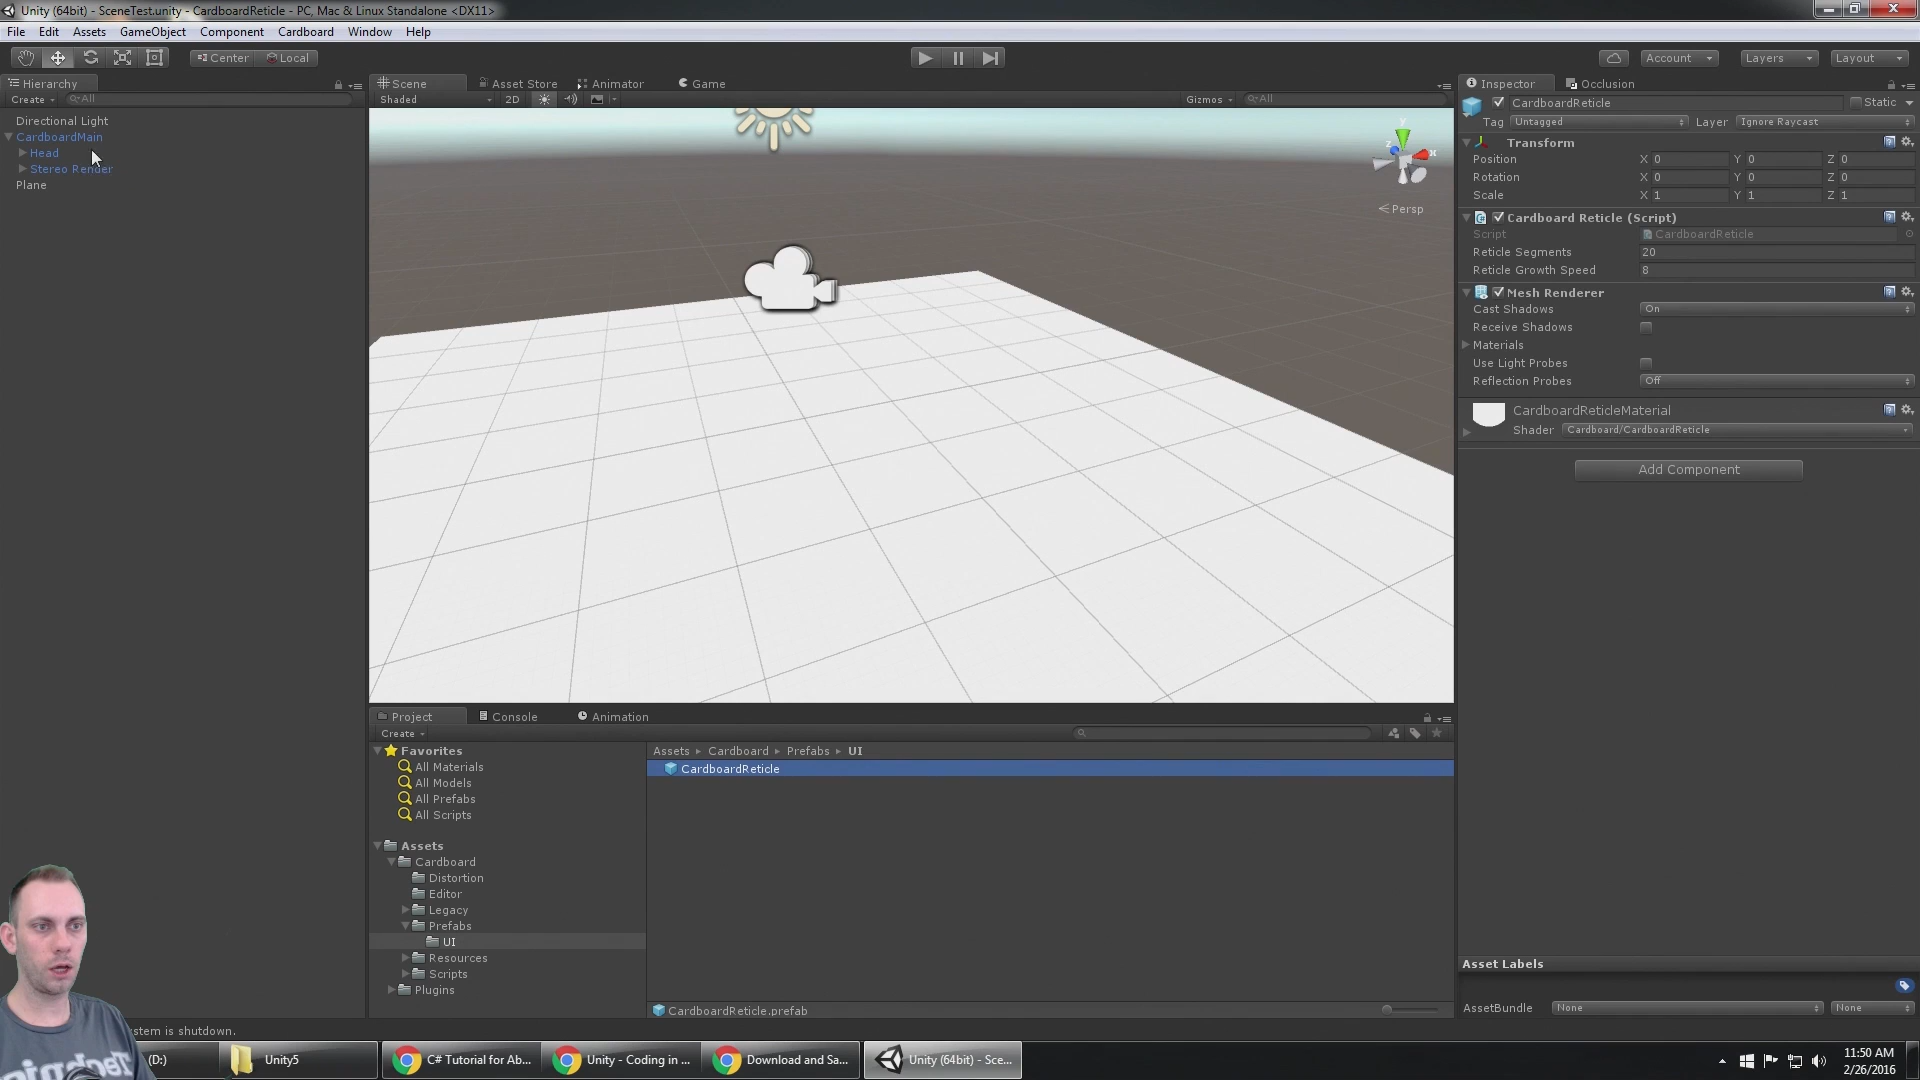 Unity (64bit) - SceneTest.unity - CardboardReticle - PC, Mac & Linux Standalone <DX11>
File Edit Assets GameObject Component Cardboard Window Help
Center Local Account Layers Layout
Hierarchy
Create All
Directional Light
CardboardMain
Head
Stereo Render
Plane
Scene Asset Store Animator Game
Shaded 2D Gizmos All
y
z x
Persp
Inspector Occlusion
CardboardReticle Static
Tag Untagged Layer Ignore Raycast
Transform
Position X 0 Y 0 Z 0
Rotation X 0 Y 0 Z 0
Scale X 1 Y 1 Z 1
Cardboard Reticle (Script)
Script CardboardReticle
Reticle Segments 20
Reticle Growth Speed 8
Mesh Renderer
Cast Shadows On
Receive Shadows
Materials
Use Light Probes
Reflection Probes Off
CardboardReticleMaterial
Shader Cardboard/CardboardReticle
Add Component
Project Console Animation
Create
Favorites
All Materials
All Models
All Prefabs
All Scripts
Assets
Cardboard
Distortion
Editor
Legacy
Prefabs
UI
Resources
Scripts
Plugins
Assets Cardboard Prefabs UI
CardboardReticle
CardboardReticle.prefab
Asset Labels
AssetBundle None None
stem is shutdown.
(D:) Unity5 C# Tutorial for Ab... Unity - Coding in ... Download and Sa... Unity (64bit) - Sce...
11:50 AM
2/26/2016